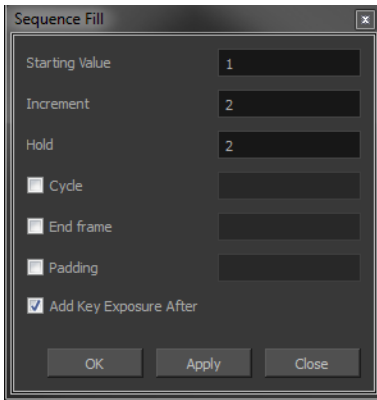 Sequence Fill
Starting Value 1
Increment 2
Hold 2
Cycle
End frame
Padding
Add Key Exposure After
OK Apply Close